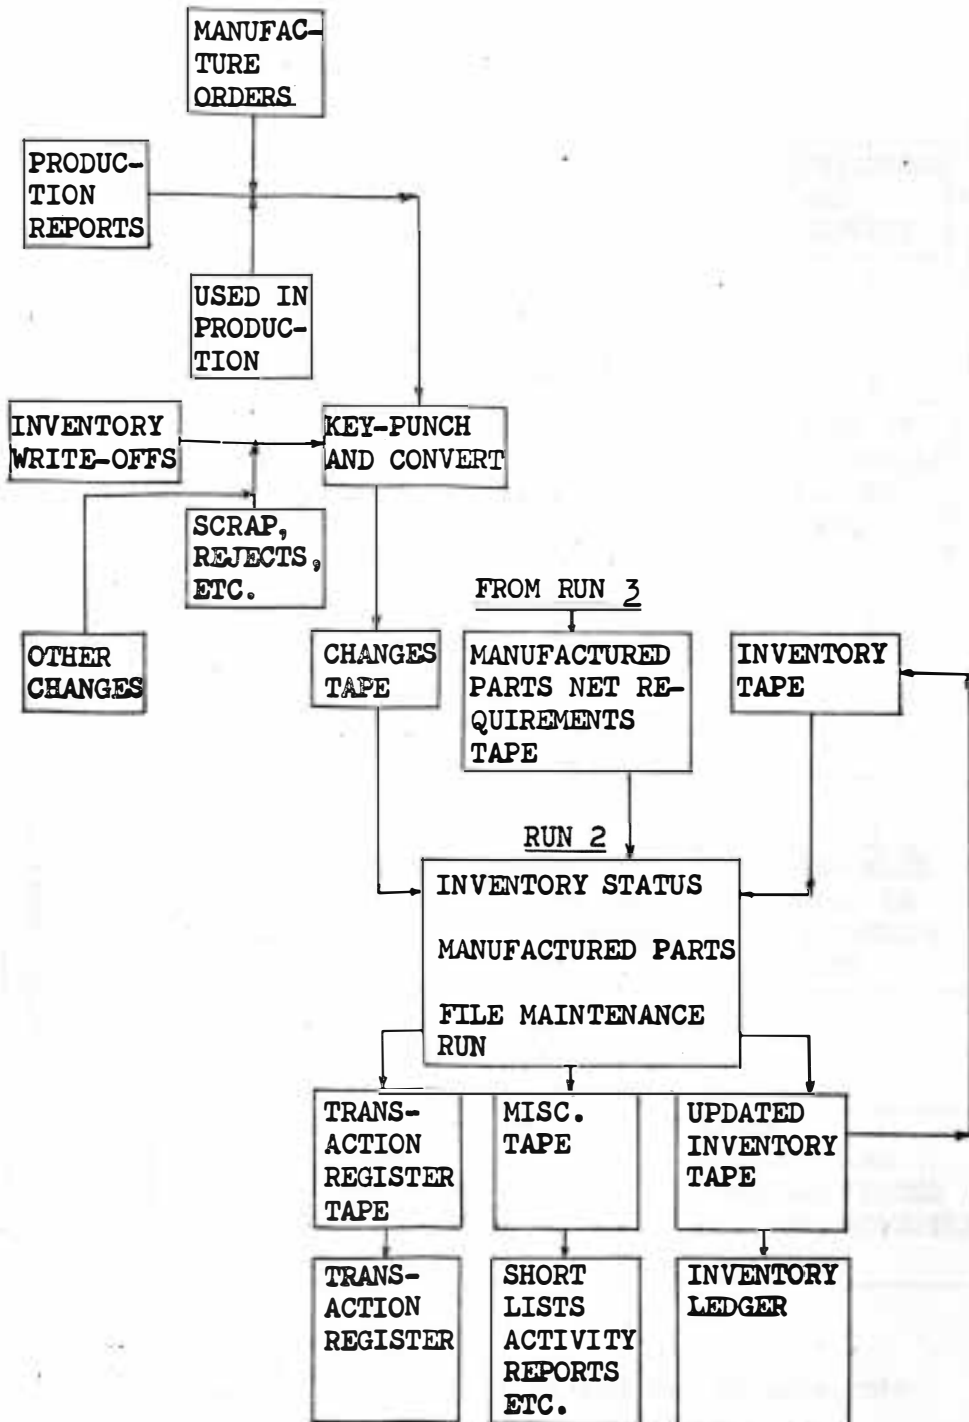 MANUFAC-
TURE
ORDERS
PRODUC-
TION
REPORTS
USED IN
PRODUC-
TION
INVENTORY
WRITE-OFFS
KEY-PUNCH
AND CONVERT
SCRAP,
REJECTS,
ETC.
OTHER
CHANGES
FROM RUN 3
CHANGES
TAPE
MANUFACTURED
PARTS NET RE-
QUIREMENTS
TAPE
INVENTORY
TAPE
RUN 2
INVENTORY STATUS
MANUFACTURED PARTS
FILE MAINTENANCE
RUN
TRANS-
ACTION
REGISTER
TAPE
MISC.
TAPE
UPDATED
INVENTORY
TAPE
TRANS-
ACTION
REGISTER
SHORT
LISTS
ACTIVITY
REPORTS
ETC.
INVENTORY
LEDGER